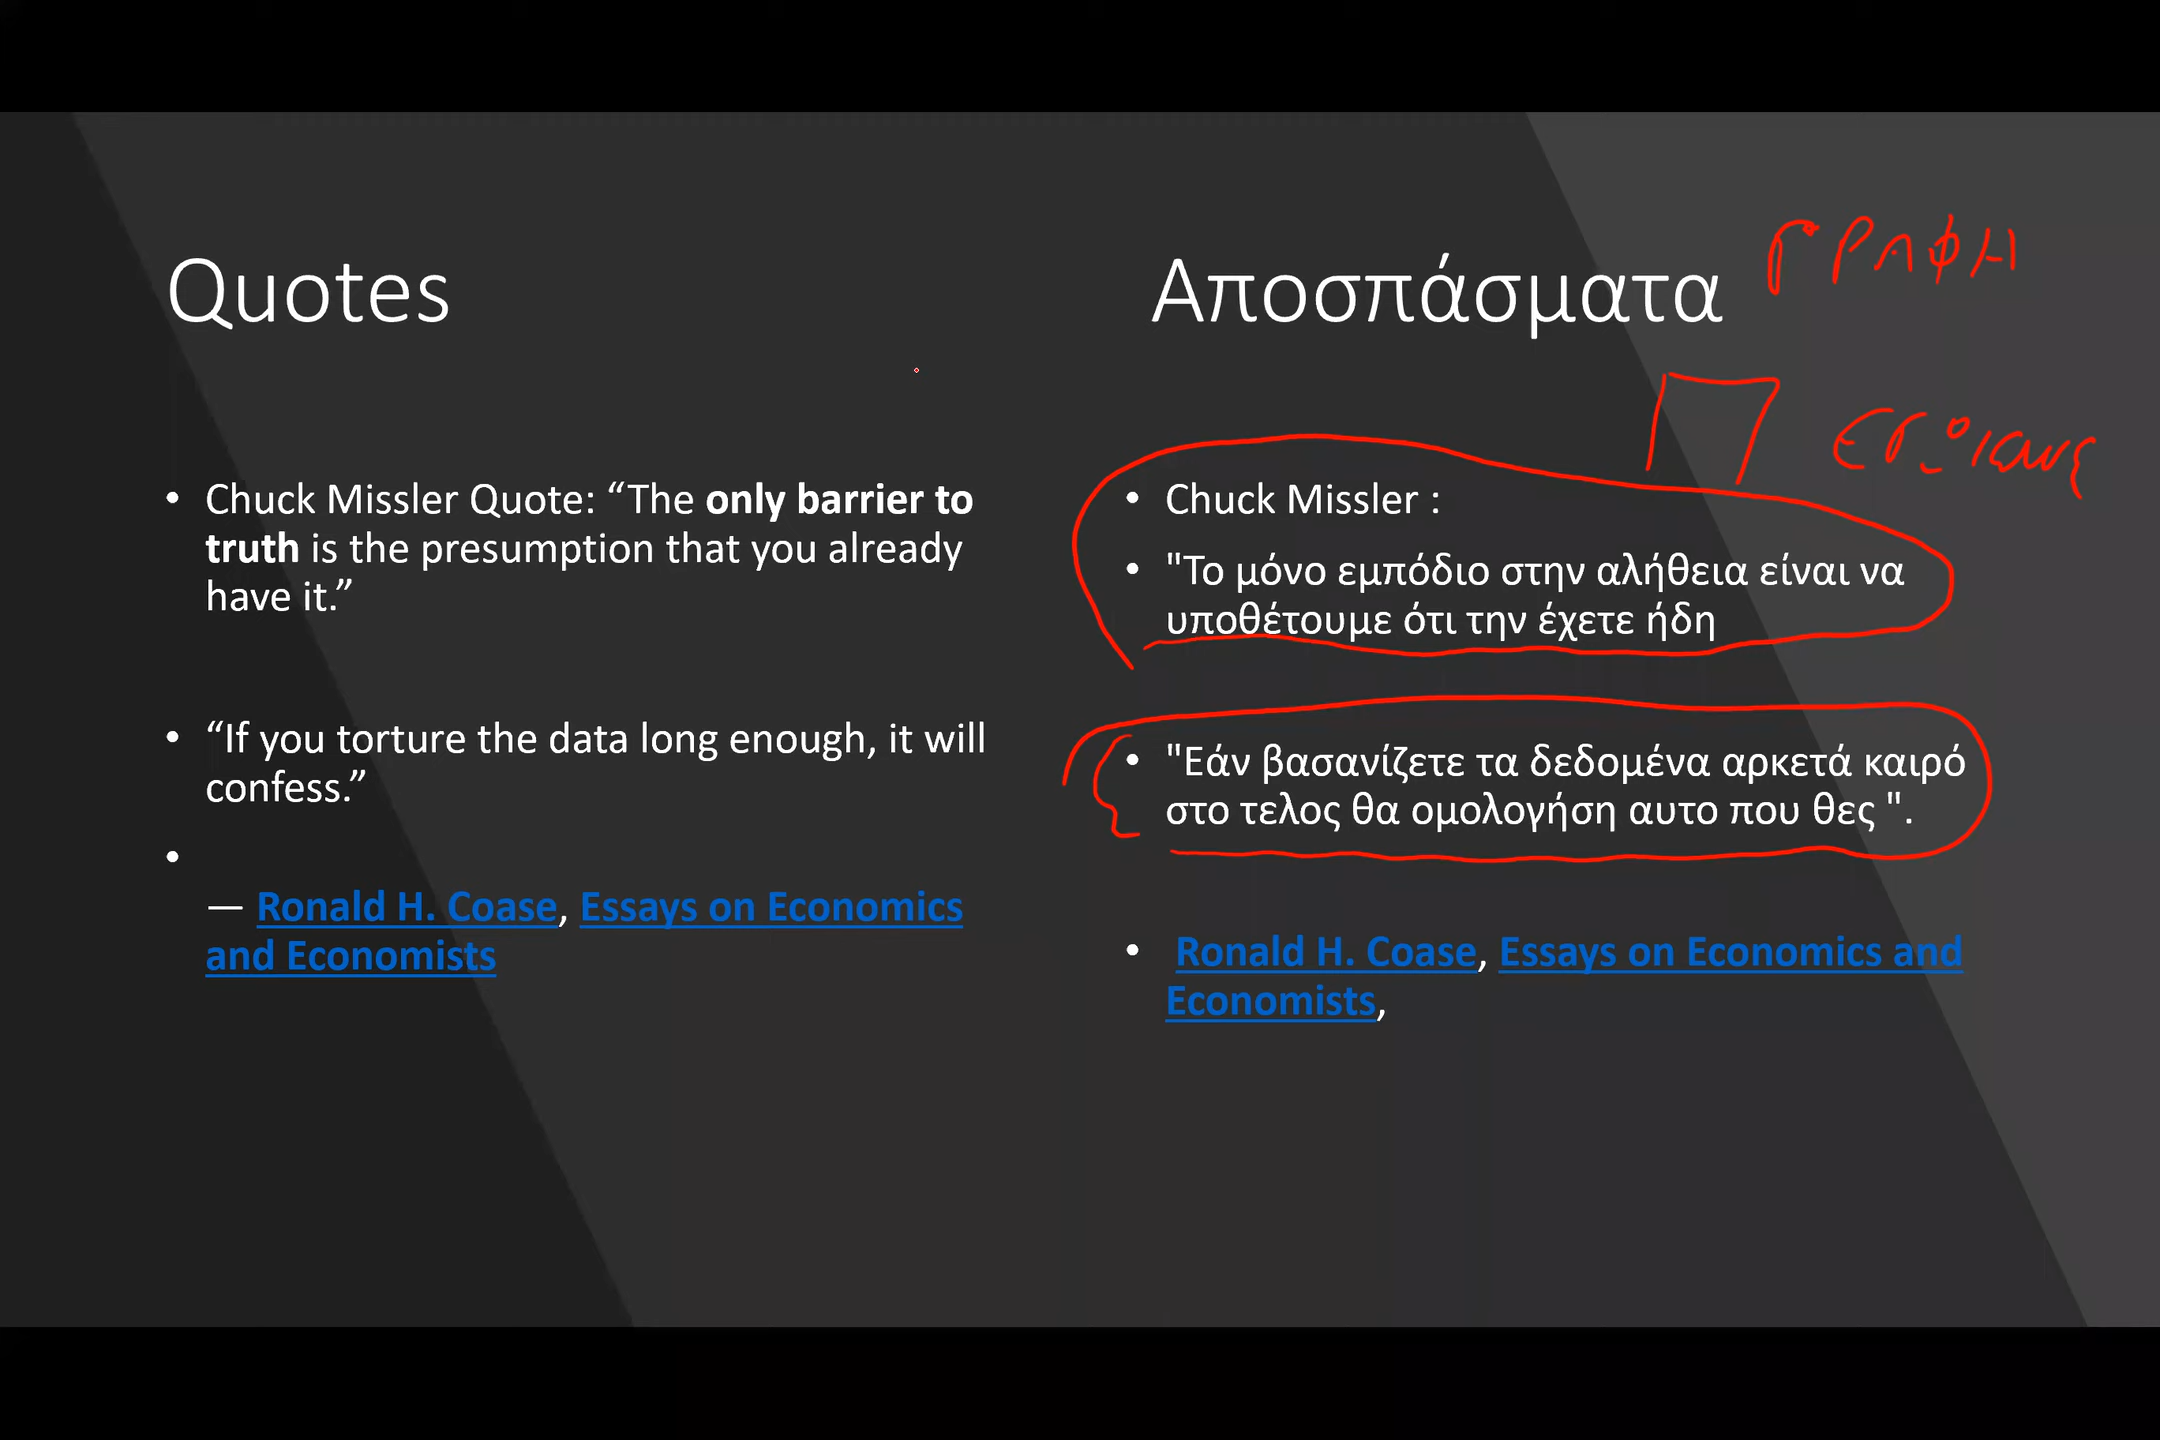 Quotes
• Chuck Missler Quote: “The only barrier to
truth is the presumption that you already
have it.”
• “If you torture the data long enough, it will
confess.”
•
— Ronald H. Coase, Essays on Economics
and Economists
Αποσπάσματα
ΓΡΑΦΗ
• Chuck Missler :
• "Το μόνο εμπόδιο στην αλήθεια είναι να
υποθέτουμε ότι την έχετε ήδη
• "Εάν βασανίζετε τα δεδομένα αρκετά καιρό
στο τελος θα ομολογήση αυτο που θες ".
• Ronald H. Coase, Essays on Economics and
Economists,